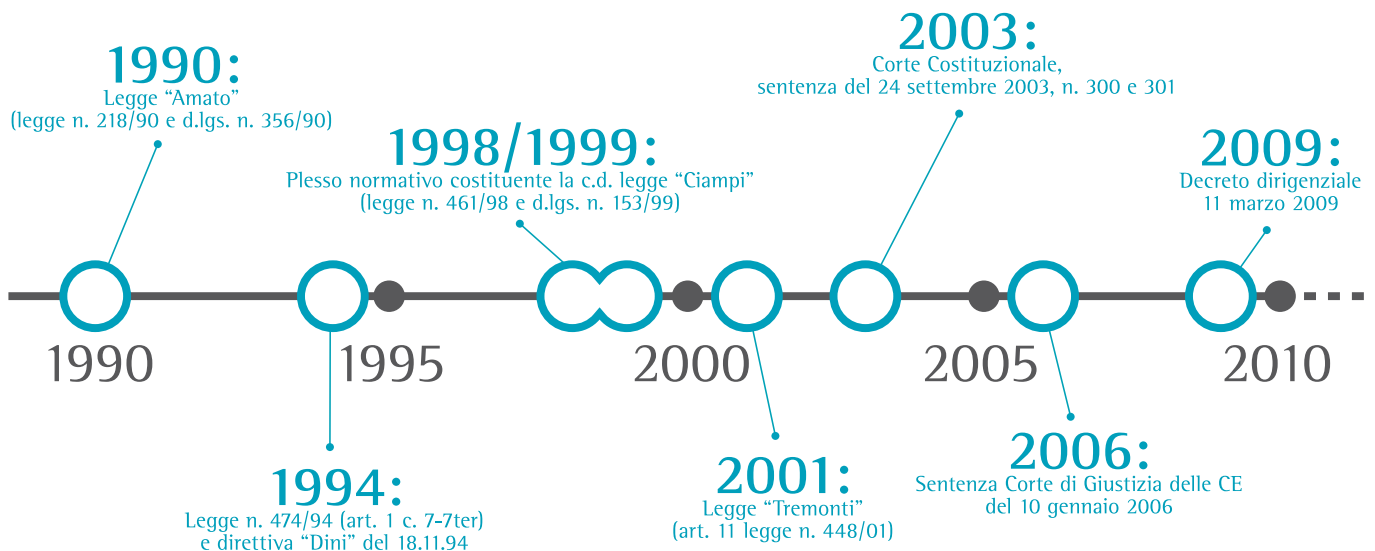 1990:
Legge “Amato”
(legge n. 218/90 e d.lgs. n. 356/90)
1998/1999:
Plesso normativo costituente la c.d. legge “Ciampi”
(legge n. 461/98 e d.lgs. n. 153/99)
2003:
Corte Costituzionale,
sentenza del 24 settembre 2003, n. 300 e 301
2009:
Decreto dirigenziale
11 marzo 2009
1990
1995
2000
2005
2010
1994:
Legge n. 474/94 (art. 1 c. 7-7ter)
e direttiva “Dini” del 18.11.94
2001:
Legge “Tremonti”
(art. 11 legge n. 448/01)
2006:
Sentenza Corte di Giustizia delle CE
del 10 gennaio 2006